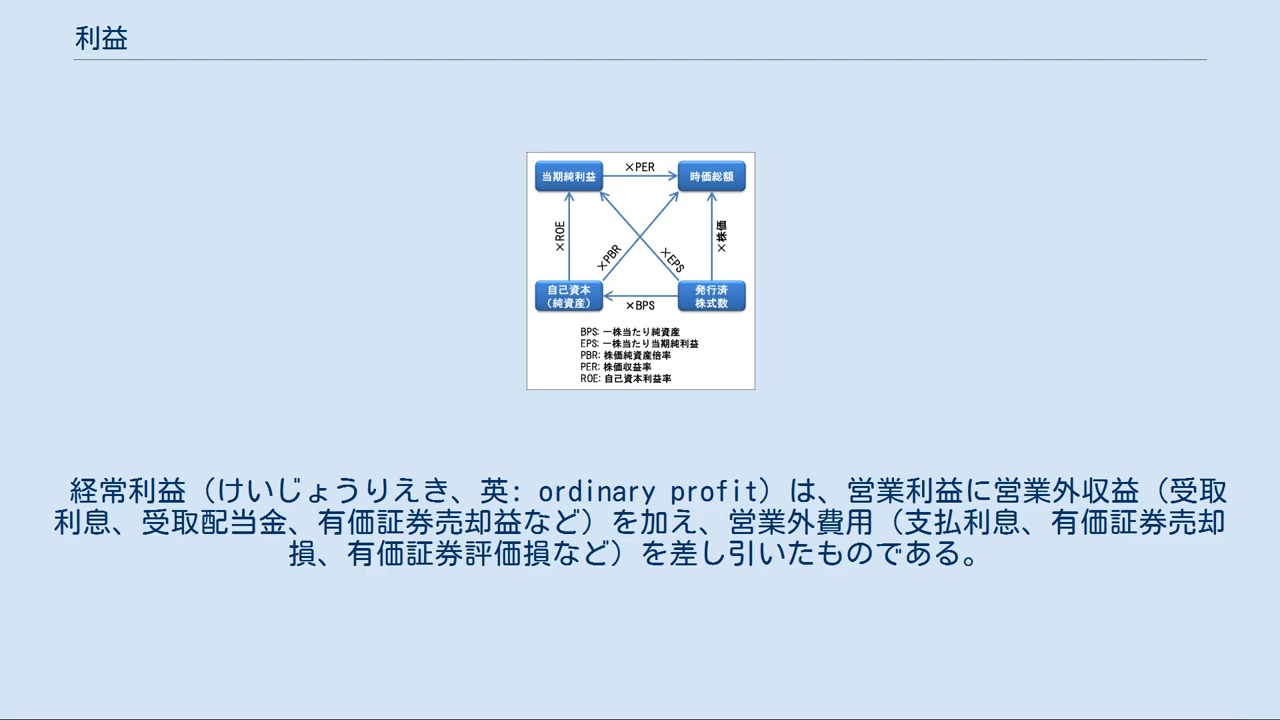 利益
×PER
当期純利益
時価総額
×ROE
×PBR
×EPS
×株価
自己資本
(純資産)
発行済
株式数
×BPS
BPS: 一株当たり純資産
EPS: 一株当たり当期純利益
PBR: 株価純資産倍率
PER: 株価収益率
ROE: 自己資本利益率
経常利益（けいじょうりえき、英: ordinary profit）は、営業利益に営業外収益（受取
利息、受取配当金、有価証券売却益など）を加え、営業外費用（支払利息、有価証券売却
損、有価証券評価損など）を差し引いたものである。